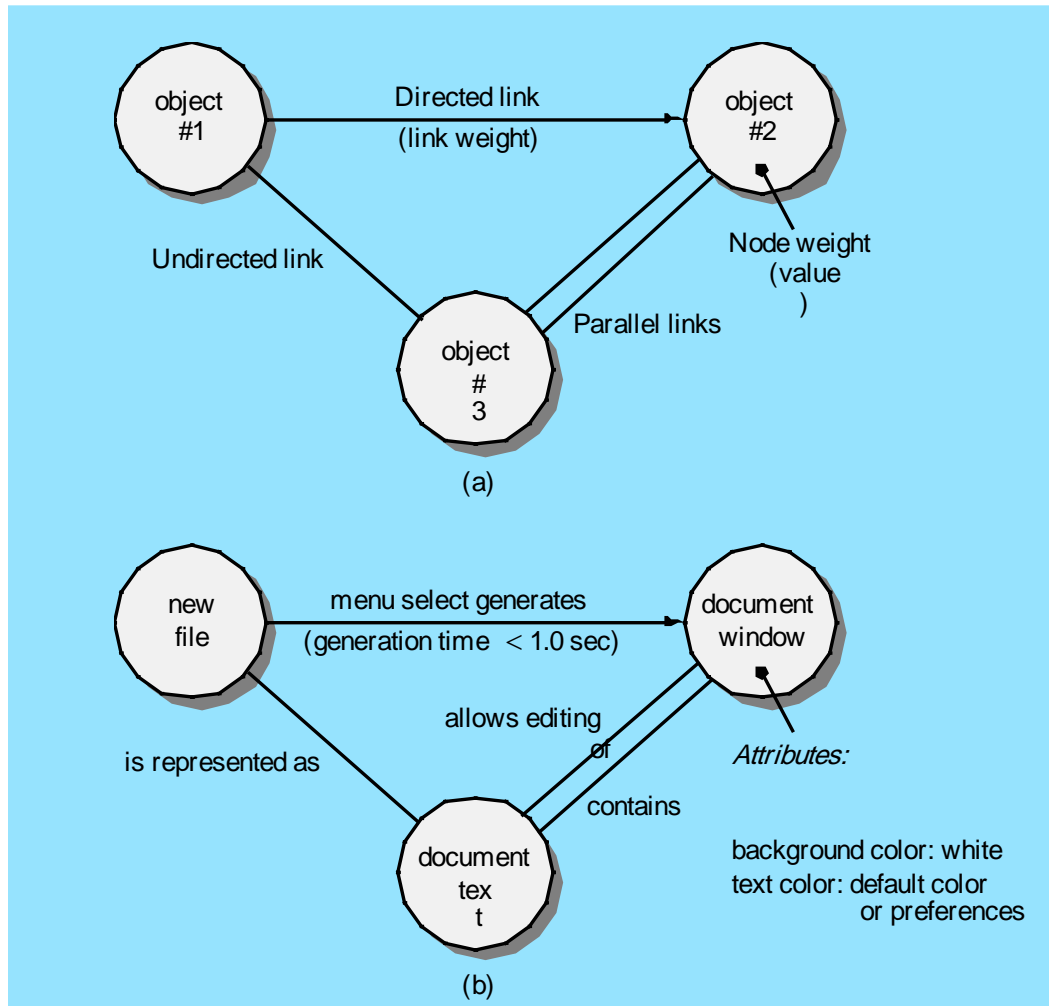 object
#1
Directed link
(link weight)
object
#2
Undirected link
Node weight
(value
)
Parallel links
object
#
3
(a)
new
file
menu select generates
(generation time < 1.0 sec)
document
window
allows editing
of
is represented as
Attributes:
contains
document
tex
t
background color: white
text color: default color
or preferences
(b)